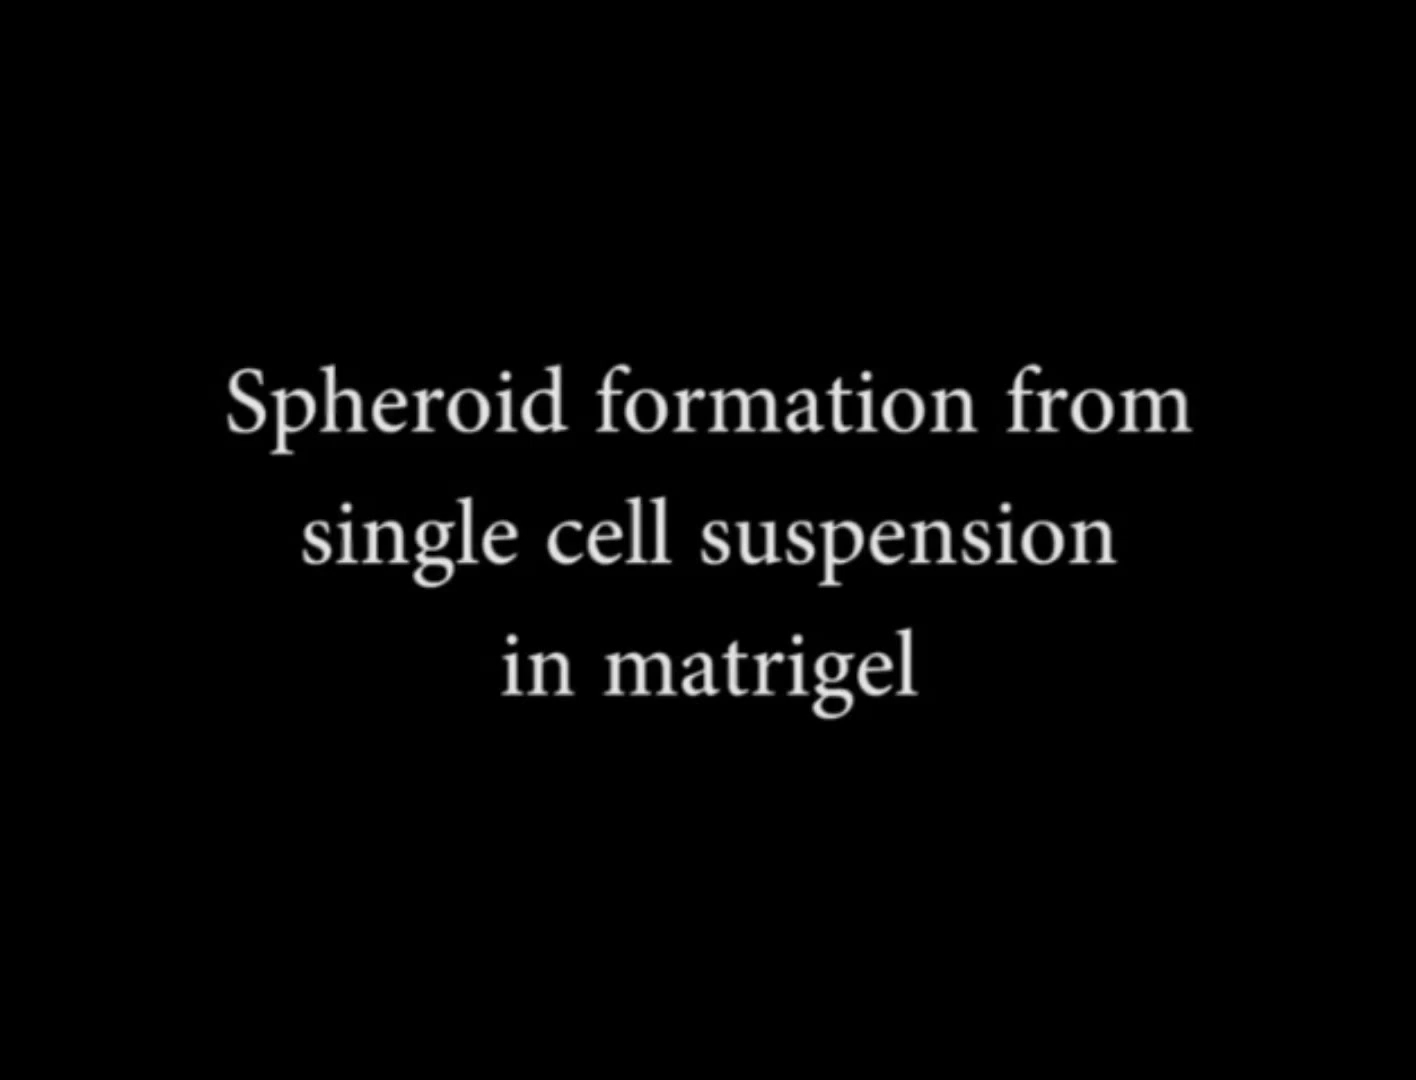 Spheroid formation from
single cell suspension
in matrigel